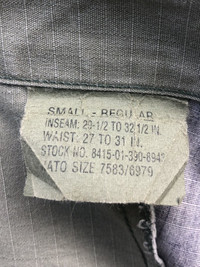 SMALL - REGULAR
INSEAM: 29-1/2 TO 32 1/2 IN.
WAIST: 27 TO 31 IN.
STOCK NO. 8415-01-390-894
NATO SIZE 7583/6979